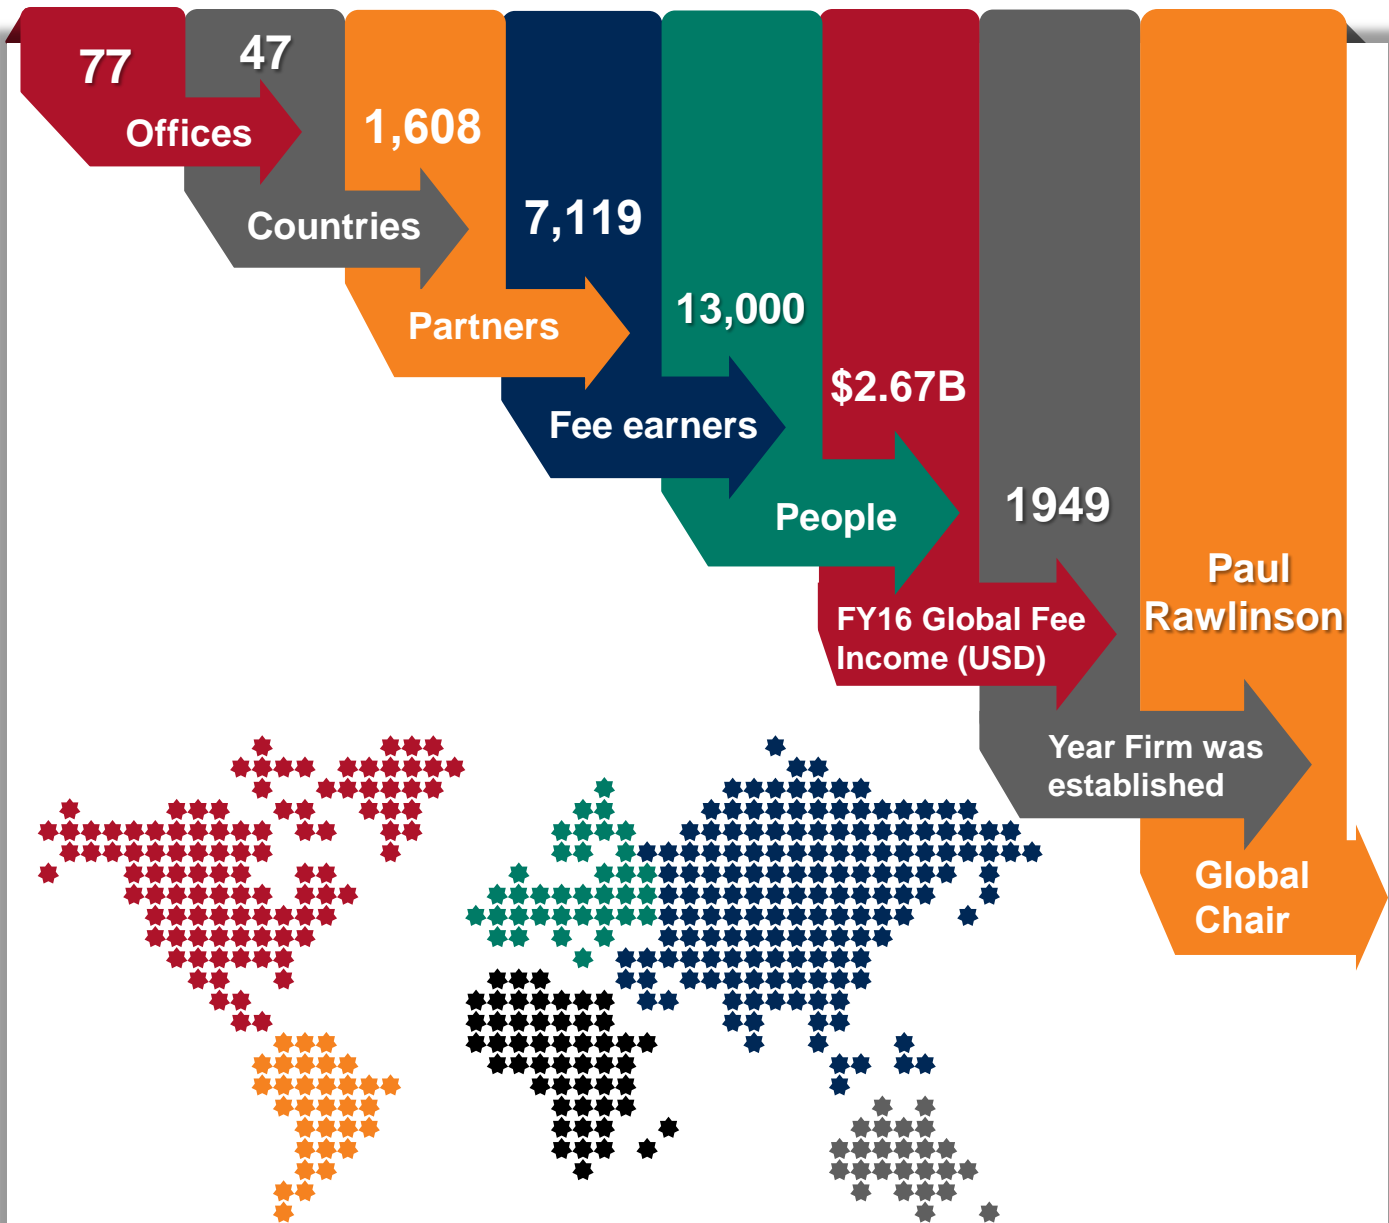 77
Offices
47
Countries
1,608
Partners
7,119
Fee earners
13,000
People
$2.67B
FY16 Global Fee
Income (USD)
1949
Year Firm was
established
Paul
Rawlinson
Global
Chair